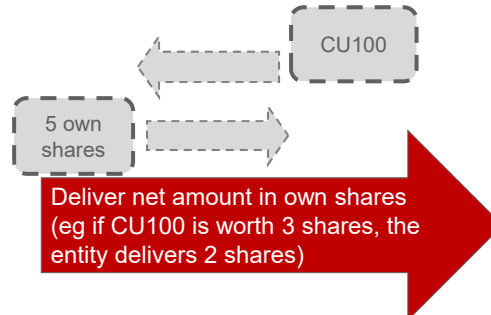 CU100
5 own
shares
Deliver net amount in own shares
(eg if CU100 is worth 3 shares, the
entity delivers 2 shares)